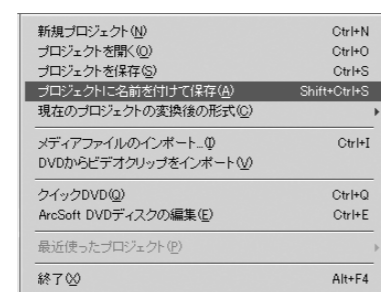 新規プロジェクト(N) Ctrl+N
プロジェクトを開く(O) Ctrl+O
プロジェクトを保存(S) Ctrl+S
プロジェクトに名前を付けて保存(A) Shift+Ctrl+S
現在のプロジェクトの変換後の形式(C)
メディアファイルのインポート...(I) Ctrl+I
DVDからビデオクリップをインポート(V)
クイックDVD(Q) Ctrl+Q
ArcSoft DVDディスクの編集(E) Ctrl+E
最近使ったプロジェクト(P)
終了(X) Alt+F4